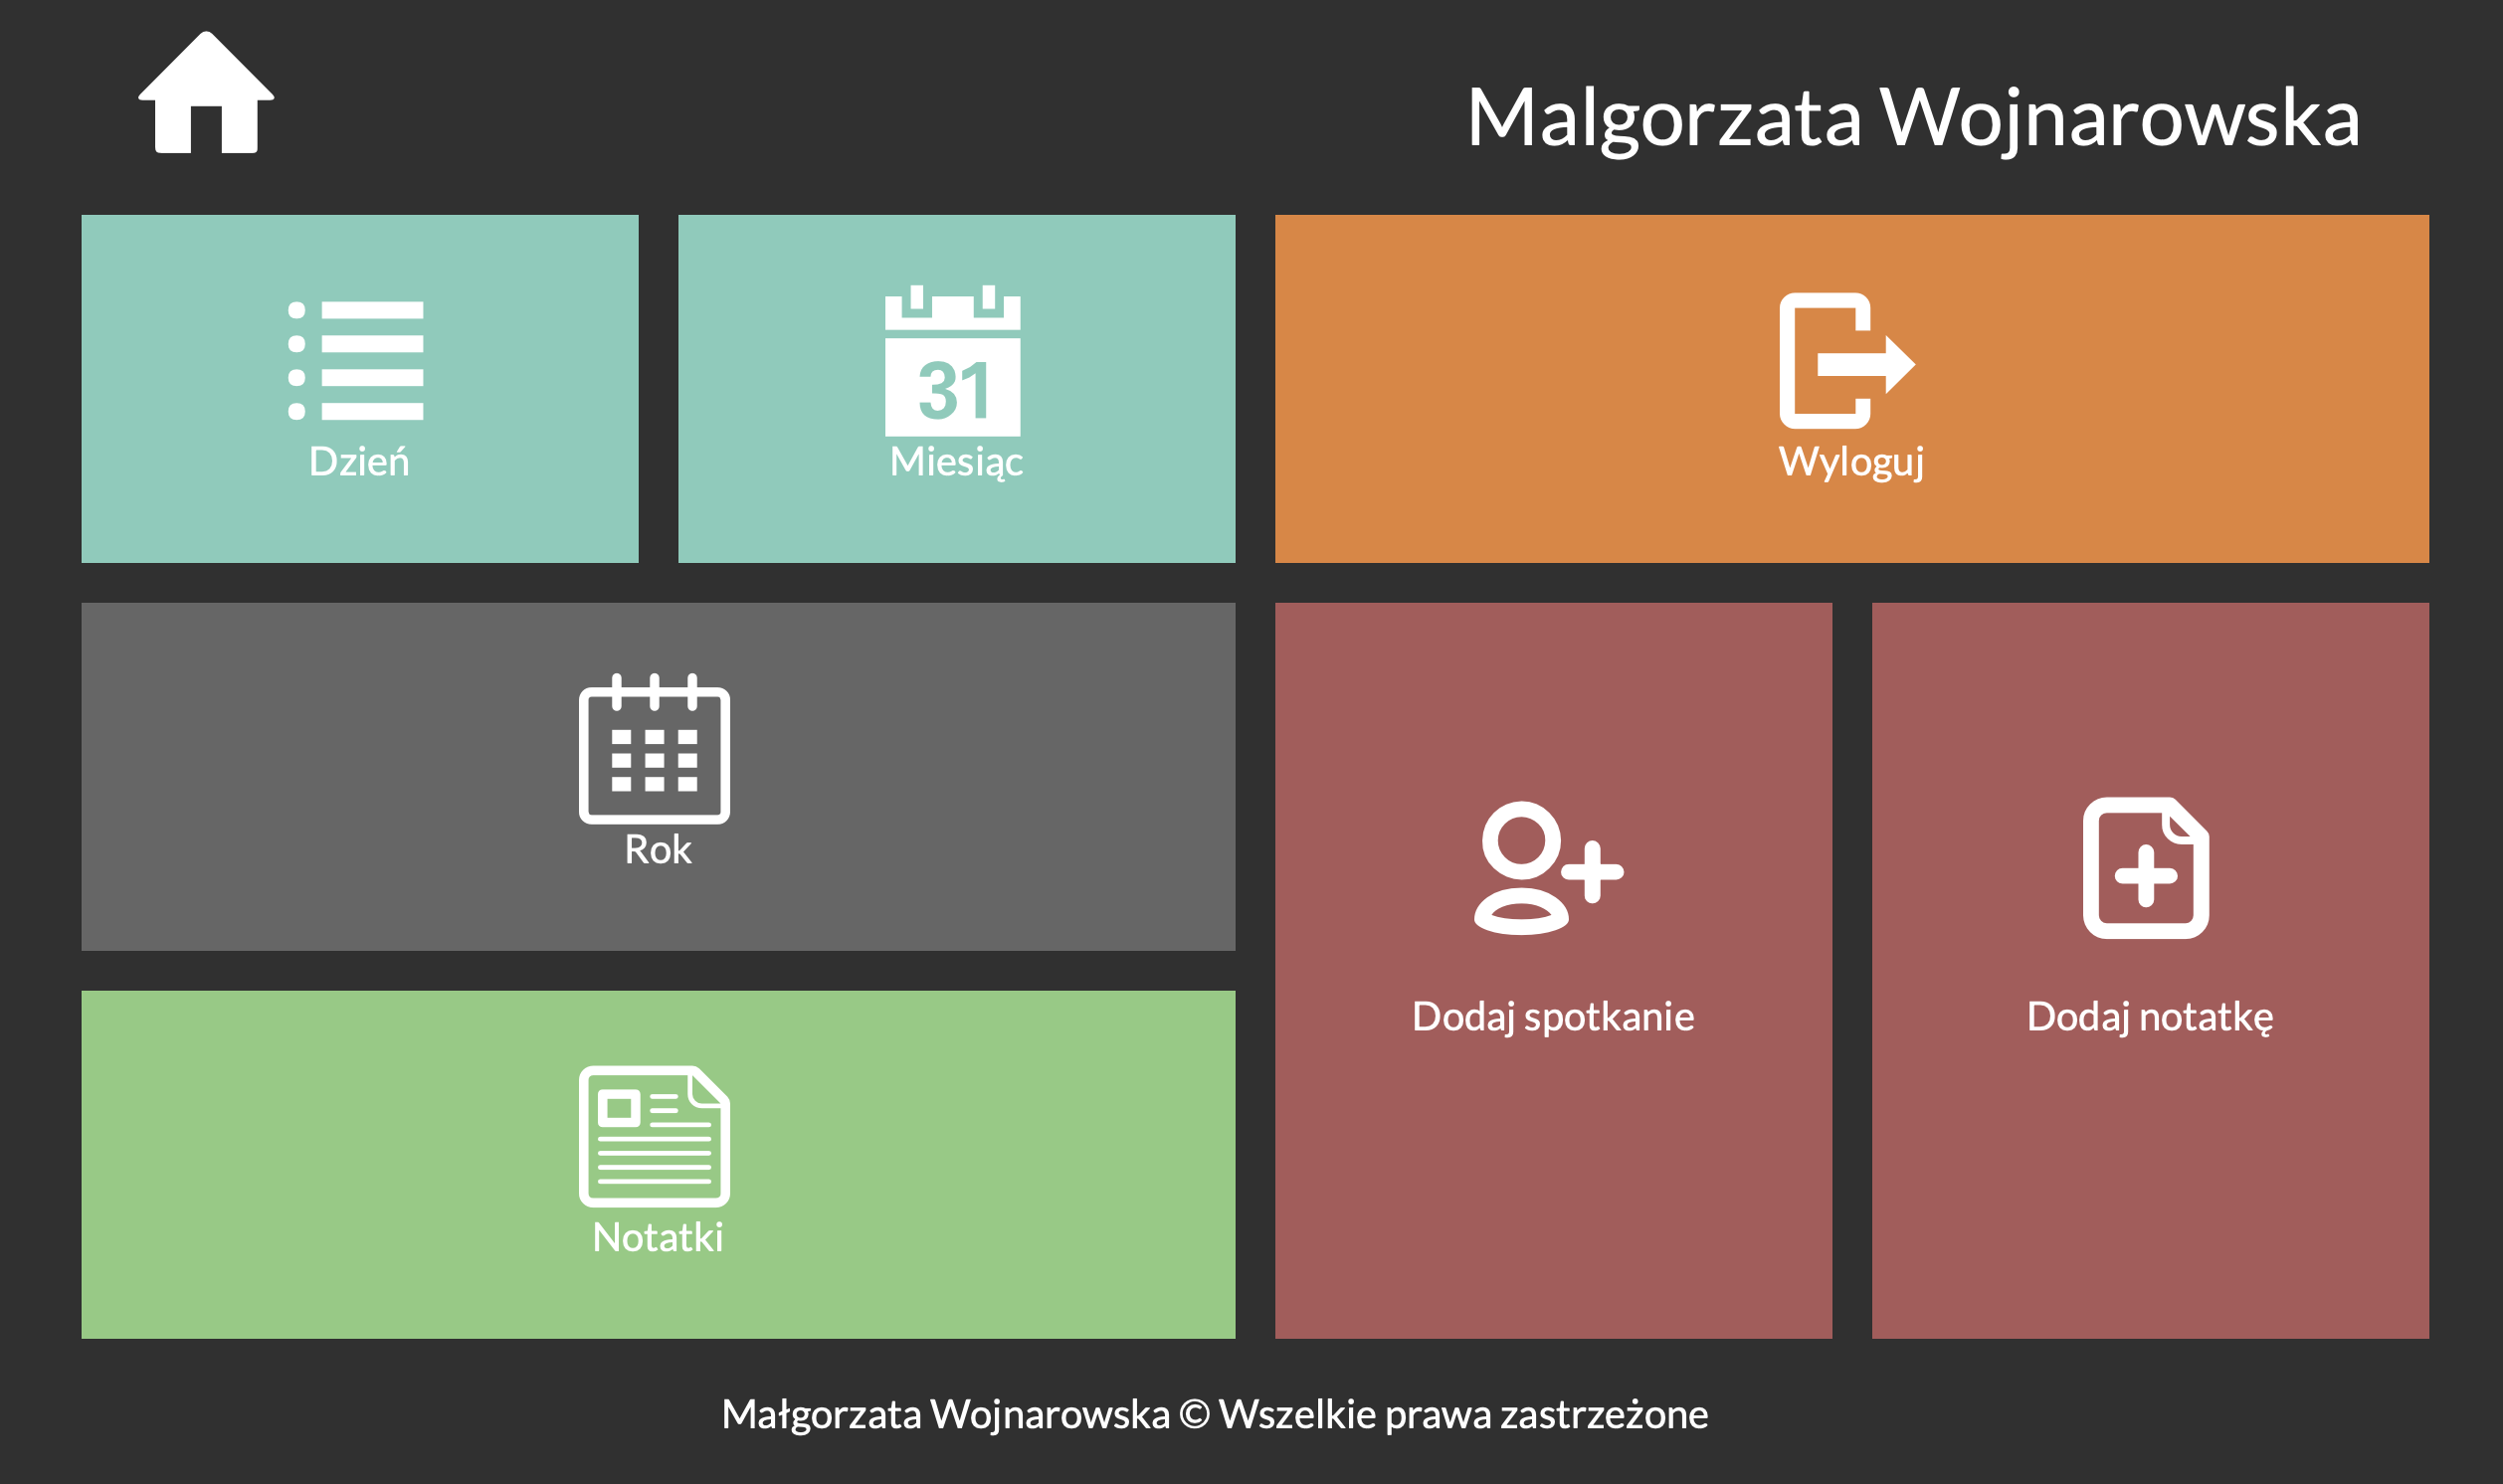 Malgorzata Wojnarowska
Dzień
Miesiąc
31
Wyloguj
Rok
Dodaj spotkanie
Dodaj notatkę
Notatki
Małgorzata Wojnarowska © Wszelkie prawa zastrzeżone